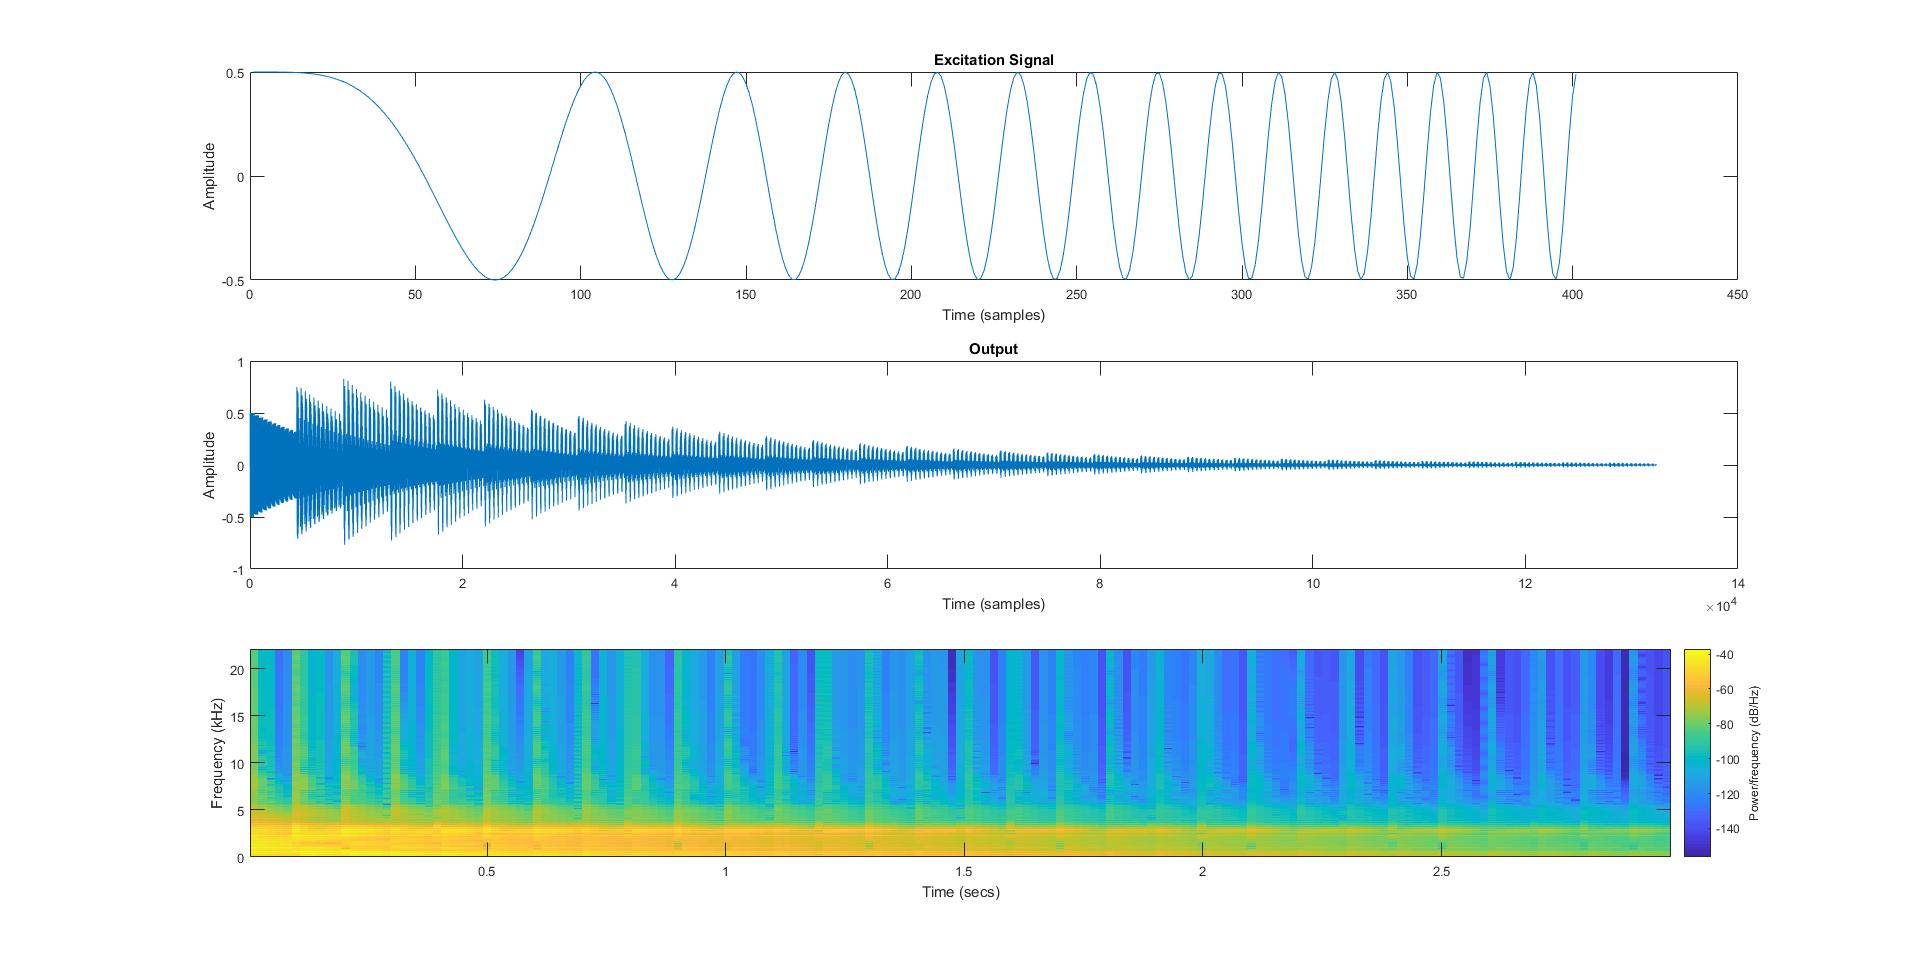 Excitation Signal
0.5
0
-0.5
Amplitude
0 50 100 150 200 250 300 350 400 450
Time (samples)
Output
1
0.5
0
-0.5
-1
Amplitude
0 2 4 6 8 10 12 14
×10^4
Time (samples)
20
15
10
5
0
Frequency (kHz)
0.5 1 1.5 2 2.5
Time (secs)
-40
-60
-80
-100
-120
-140
Power/frequency (dB/Hz)